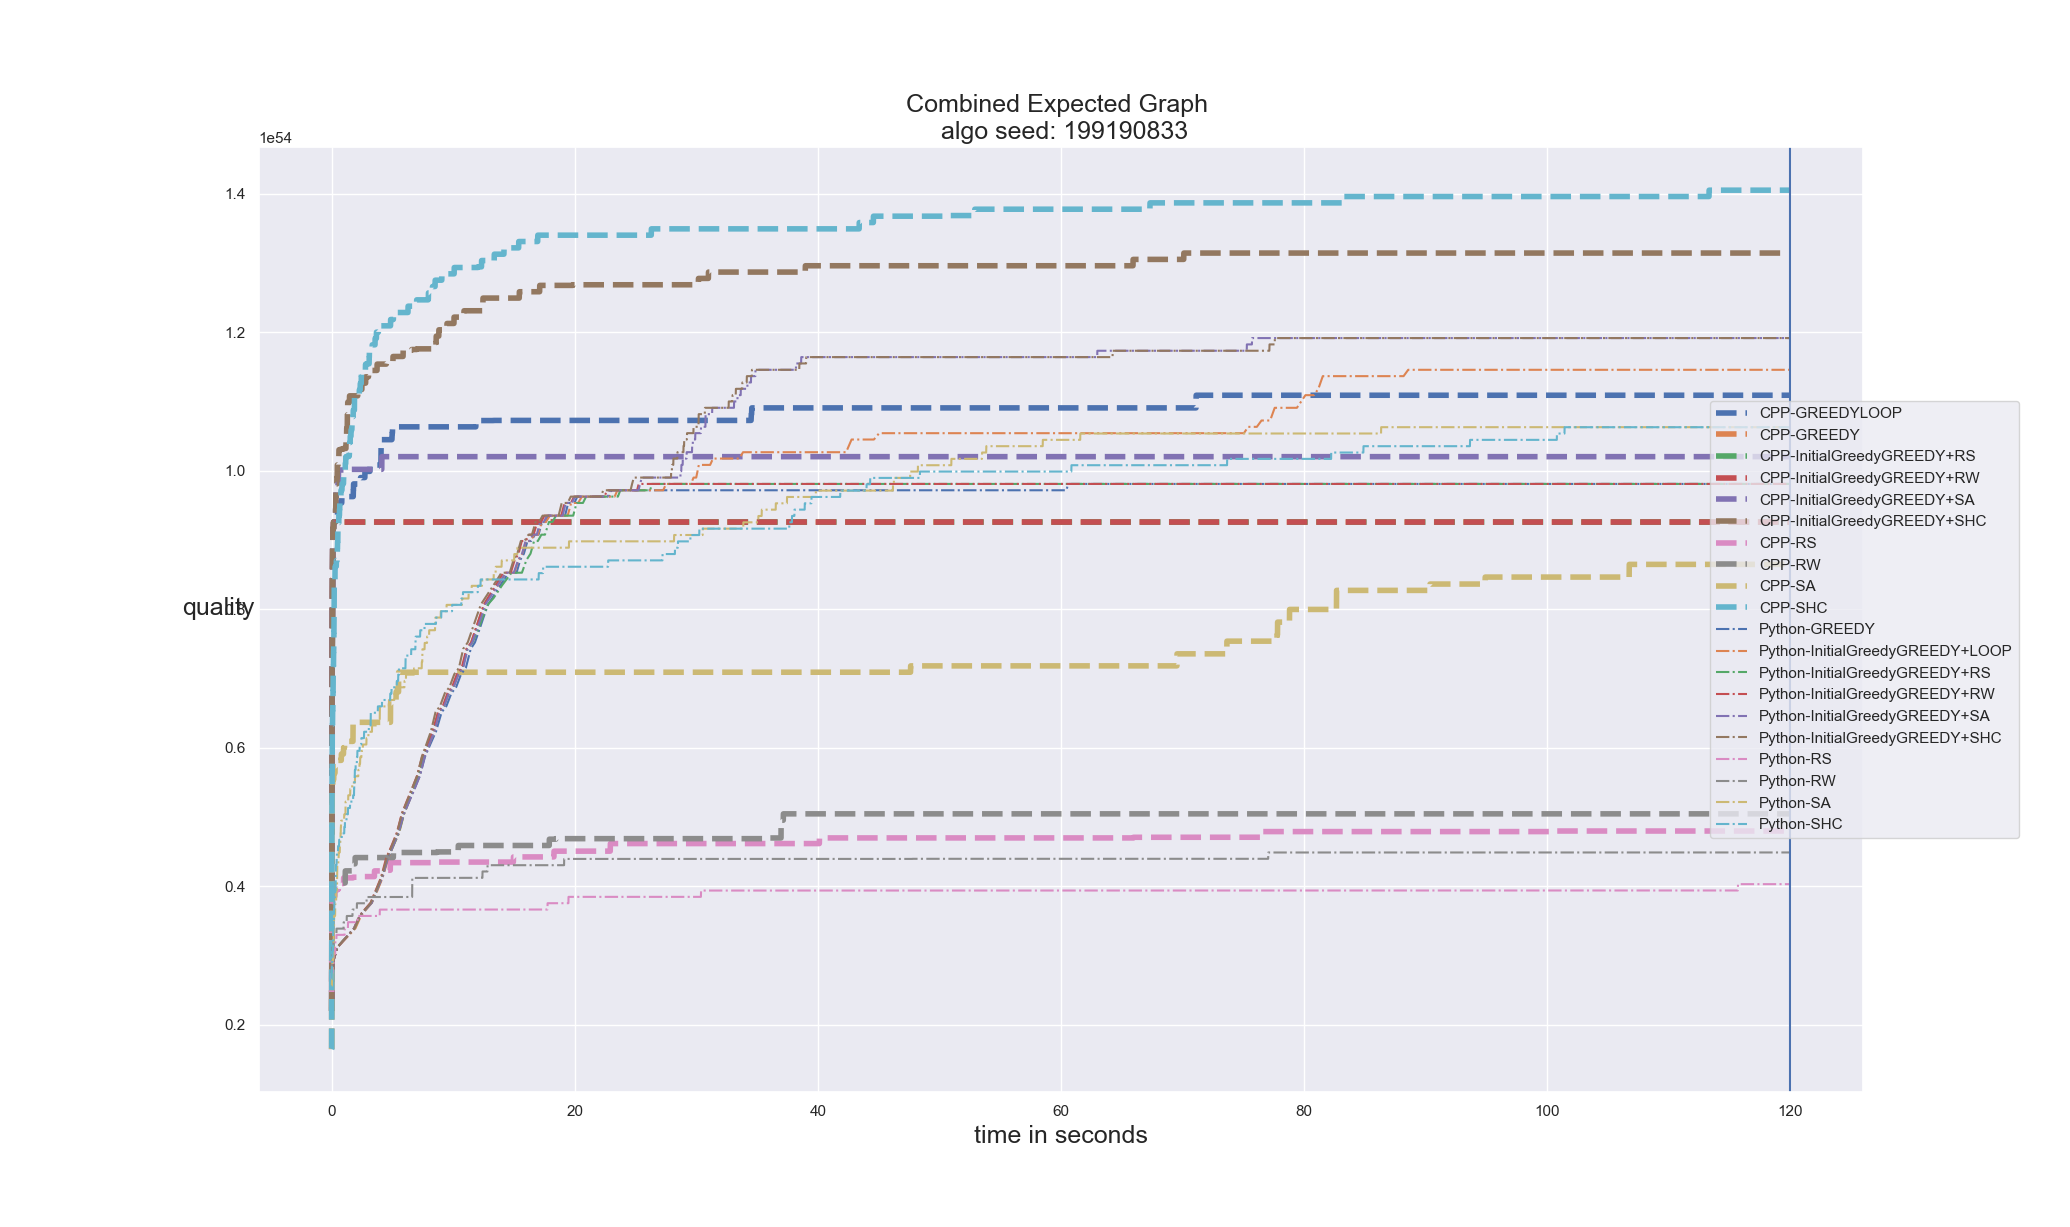 Combined Expected Graph
algo seed: 199190833
1e54
1.4
1.2
1.0
0.8
0.6
0.4
0.2
quality
0 20 40 60 80 100 120
time in seconds
CPP-GREEDYLOOP
CPP-GREEDY
CPP-InitialGreedyGREEDY+RS
CPP-InitialGreedyGREEDY+RW
CPP-InitialGreedyGREEDY+SA
CPP-InitialGreedyGREEDY+SHC
CPP-RS
CPP-RW
CPP-SA
CPP-SHC
Python-GREEDY
Python-InitialGreedyGREEDY+LOOP
Python-InitialGreedyGREEDY+RS
Python-InitialGreedyGREEDY+RW
Python-InitialGreedyGREEDY+SA
Python-InitialGreedyGREEDY+SHC
Python-RS
Python-RW
Python-SA
Python-SHC